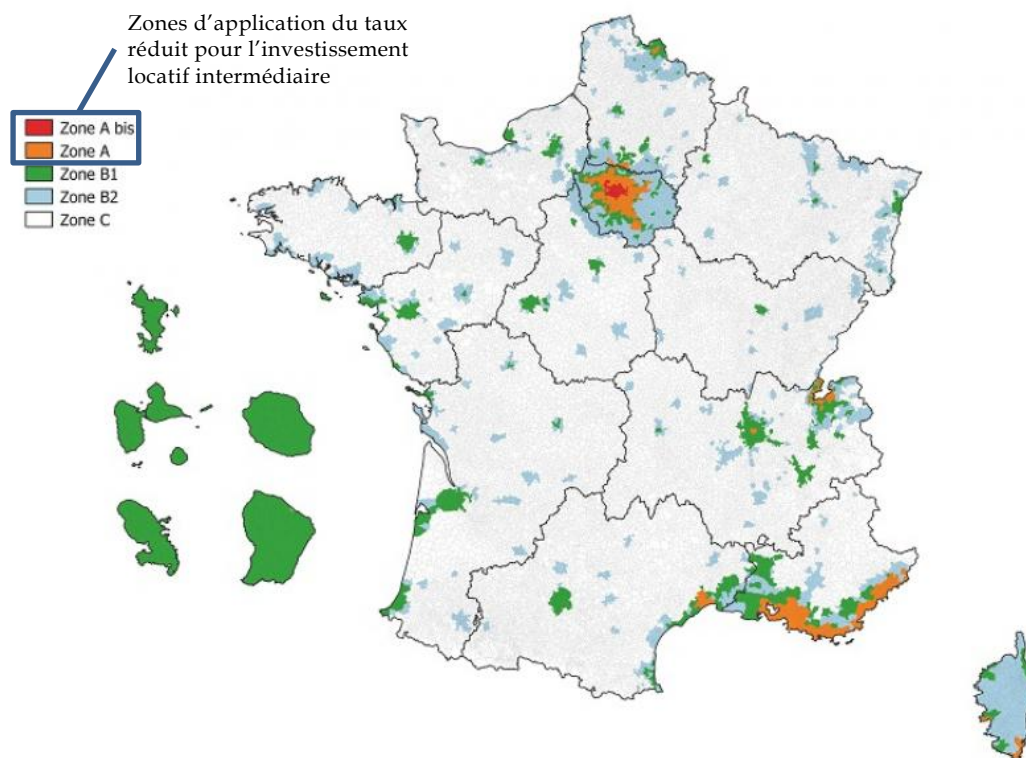 Zones d’application du taux
réduit pour l’investissement
locatif intermédiaire
Zone A bis
Zone A
Zone B1
Zone B2
Zone C